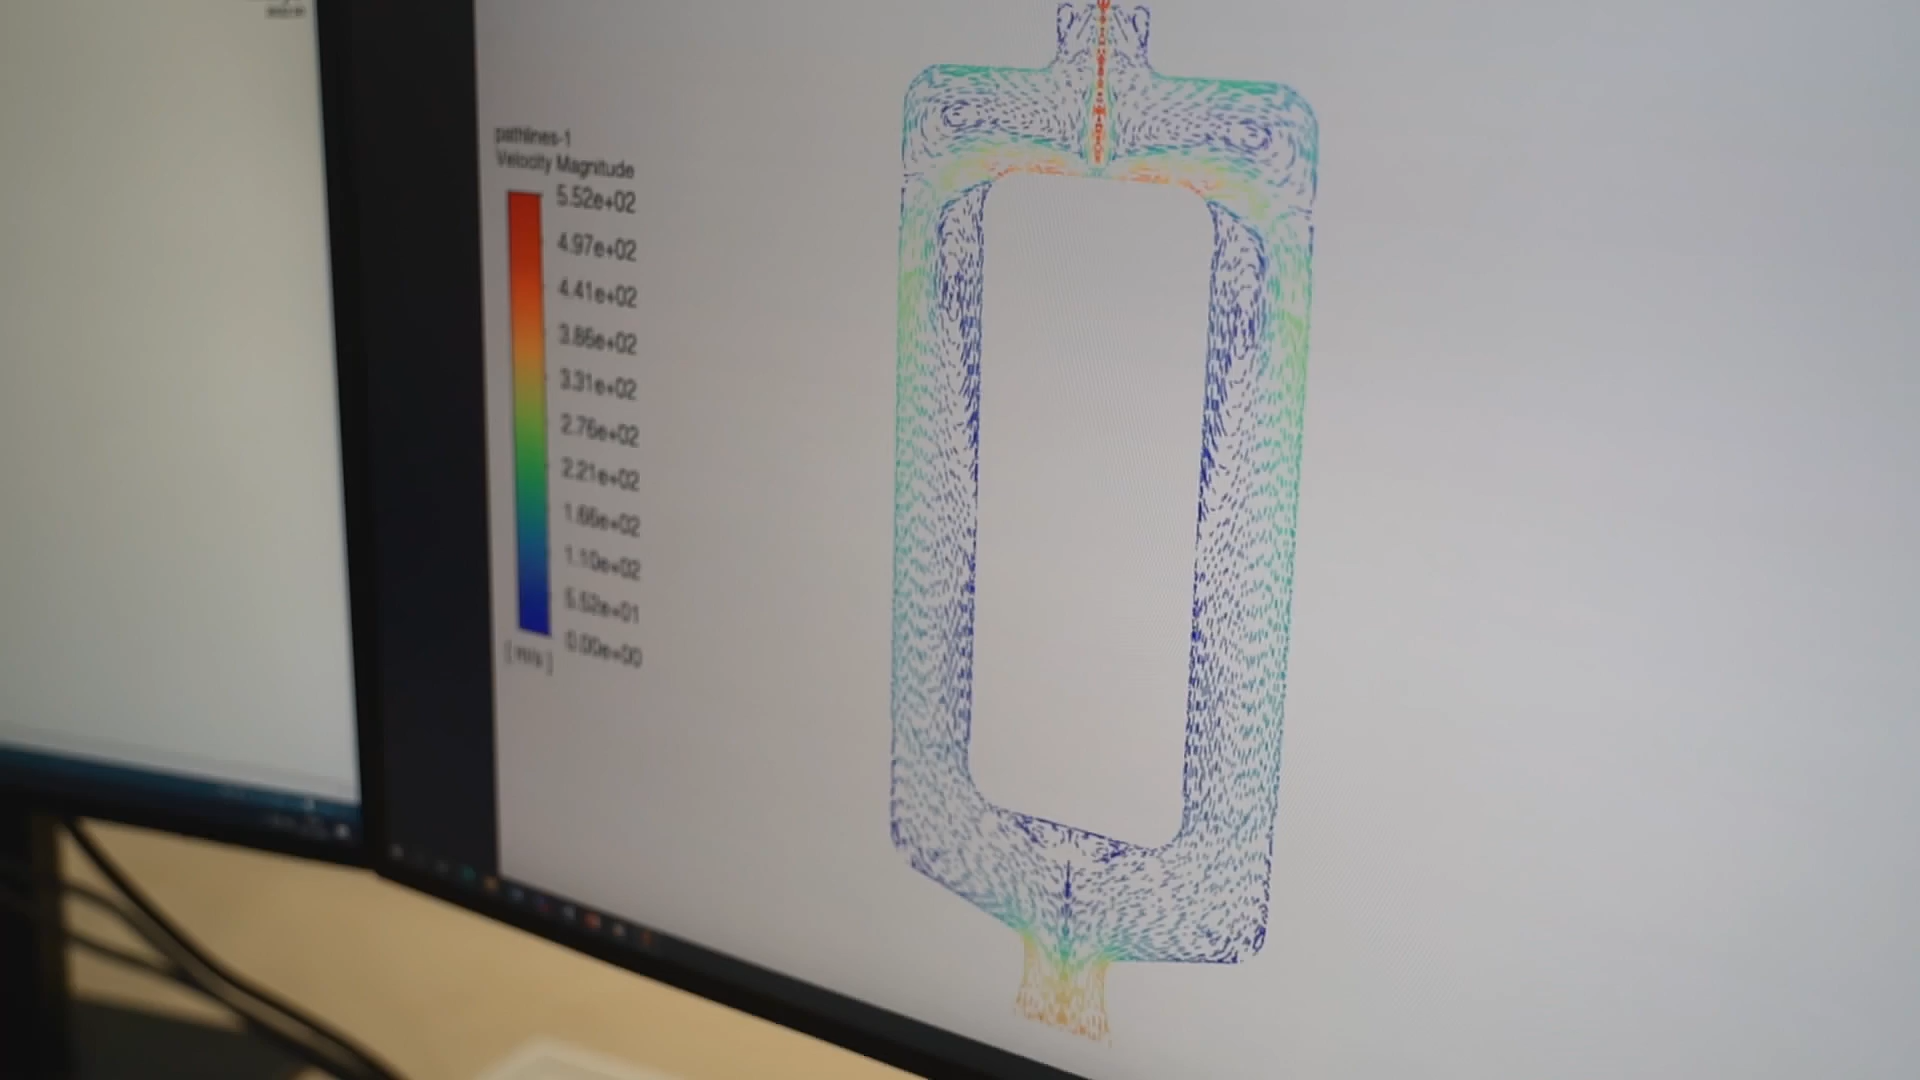 pathlines-1
Velocity Magnitude
5.52e+02
4.97e+02
4.41e+02
3.86e+02
3.31e+02
2.76e+02
2.21e+02
1.66e+02
1.10e+02
5.52e+01
0.00e+00
[ m/s ]